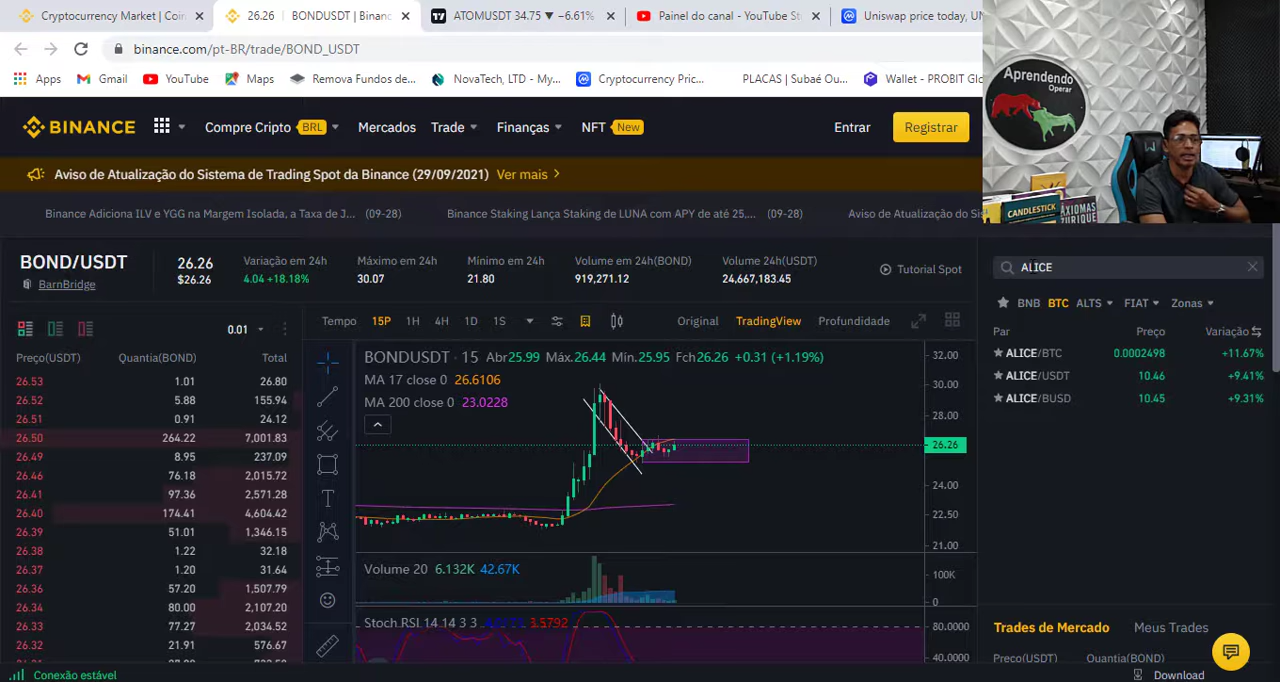 Cryptocurrency Market | Coin
26.26 | BONDUSDT | Binanc
ATOMUSDT 34.75 ▼ −6.61%
Painel do canal - YouTube St
Uniswap price today, UN
binance.com/pt-BR/trade/BOND_USDT
Apps
Gmail
YouTube
Maps
Remova Fundos de...
NovaTech, LTD - My...
Cryptocurrency Pric...
PLACAS | Subaé Ou...
Wallet - PROBIT Glo
Aprendendo
Operar
CANDLESTICK
AXIOMAS
ZURIQUE
BINANCE
Compre Cripto BRL
Mercados
Trade
Finanças
NFT New
Entrar
Registrar
Aviso de Atualização do Sistema de Trading Spot da Binance (29/09/2021) Ver mais >
Binance Adiciona ILV e YGG na Margem Isolada, a Taxa de J... (09-28)
Binance Staking Lança Staking de LUNA com APY de até 25,... (09-28)
Aviso de Atualização do Si
BOND/USDT
BarnBridge
26.26
$26.26
Variação em 24h
4.04 +18.18%
Máximo em 24h
30.07
Mínimo em 24h
21.80
Volume em 24h(BOND)
919,271.12
Volume em 24h(USDT)
24,667,183.45
Tutorial Spot
ALICE
BNB BTC ALTS FIAT Zonas
Par Preço Variação
ALICE/BTC 0.0002498 +11.67%
ALICE/USDT 10.46 +9.41%
ALICE/BUSD 10.45 +9.31%
0.01
Preço(USDT) Quantia(BOND) Total
26.53 1.01 26.80
26.52 5.88 155.94
26.51 0.91 24.12
26.50 264.22 7,001.83
26.49 8.95 237.09
26.46 76.18 2,015.72
26.41 97.36 2,571.28
26.40 174.41 4,604.42
26.39 51.01 1,346.15
26.38 1.22 32.18
26.37 1.20 31.64
26.36 57.20 1,507.79
26.34 80.00 2,107.20
26.33 77.27 2,034.52
26.32 21.91 576.67
Tempo 15P 1H 4H 1D 1S
Original TradingView Profundidade
BONDUSDT · 15 Abr25.99 Máx.26.44 Mín.25.95 Fch26.26 +0.31 (+1.19%)
MA 17 close 0 26.6106
MA 200 close 0 23.0228
32.00
30.00
28.00
26.26
24.00
22.50
21.00
Volume 20 6.132K 42.67K
100K
0
Stoch RSI 14 14 3 3 3.5792
80.0000
40.0000
Trades de Mercado Meus Trades
Preço(USDT) Quantia(BOND)
Conexão estável
Download